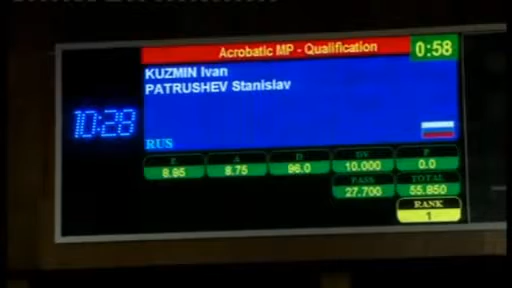 Acrobatic MP - Qualification
0:58
KUZMIN Ivan
PATRUSHEV Stanislav
10:28
RUS
E A D DV P
8.95 8.75 96.0 10.000 0.0
PASS TOTAL
27.700 55.850
RANK
1